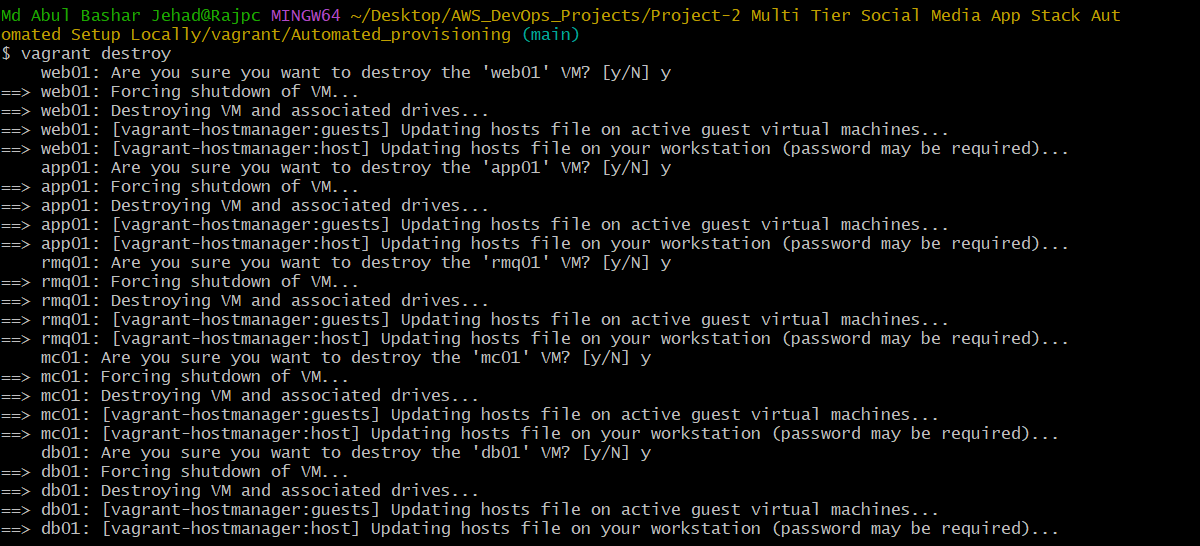 Md Abul Bashar Jehad@Rajpc MINGW64 ~/Desktop/AWS_DevOps_Projects/Project-2 Multi Tier Social Media App Stack Aut
omated Setup Locally/vagrant/Automated_provisioning (main)
$ vagrant destroy
    web01: Are you sure you want to destroy the 'web01' VM? [y/N] y
==> web01: Forcing shutdown of VM...
==> web01: Destroying VM and associated drives...
==> web01: [vagrant-hostmanager:guests] Updating hosts file on active guest virtual machines...
==> web01: [vagrant-hostmanager:host] Updating hosts file on your workstation (password may be required)...
    app01: Are you sure you want to destroy the 'app01' VM? [y/N] y
==> app01: Forcing shutdown of VM...
==> app01: Destroying VM and associated drives...
==> app01: [vagrant-hostmanager:guests] Updating hosts file on active guest virtual machines...
==> app01: [vagrant-hostmanager:host] Updating hosts file on your workstation (password may be required)...
    rmq01: Are you sure you want to destroy the 'rmq01' VM? [y/N] y
==> rmq01: Forcing shutdown of VM...
==> rmq01: Destroying VM and associated drives...
==> rmq01: [vagrant-hostmanager:guests] Updating hosts file on active guest virtual machines...
==> rmq01: [vagrant-hostmanager:host] Updating hosts file on your workstation (password may be required)...
    mc01: Are you sure you want to destroy the 'mc01' VM? [y/N] y
==> mc01: Forcing shutdown of VM...
==> mc01: Destroying VM and associated drives...
==> mc01: [vagrant-hostmanager:guests] Updating hosts file on active guest virtual machines...
==> mc01: [vagrant-hostmanager:host] Updating hosts file on your workstation (password may be required)...
    db01: Are you sure you want to destroy the 'db01' VM? [y/N] y
==> db01: Forcing shutdown of VM...
==> db01: Destroying VM and associated drives...
==> db01: [vagrant-hostmanager:guests] Updating hosts file on active guest virtual machines...
==> db01: [vagrant-hostmanager:host] Updating hosts file on your workstation (password may be required)...